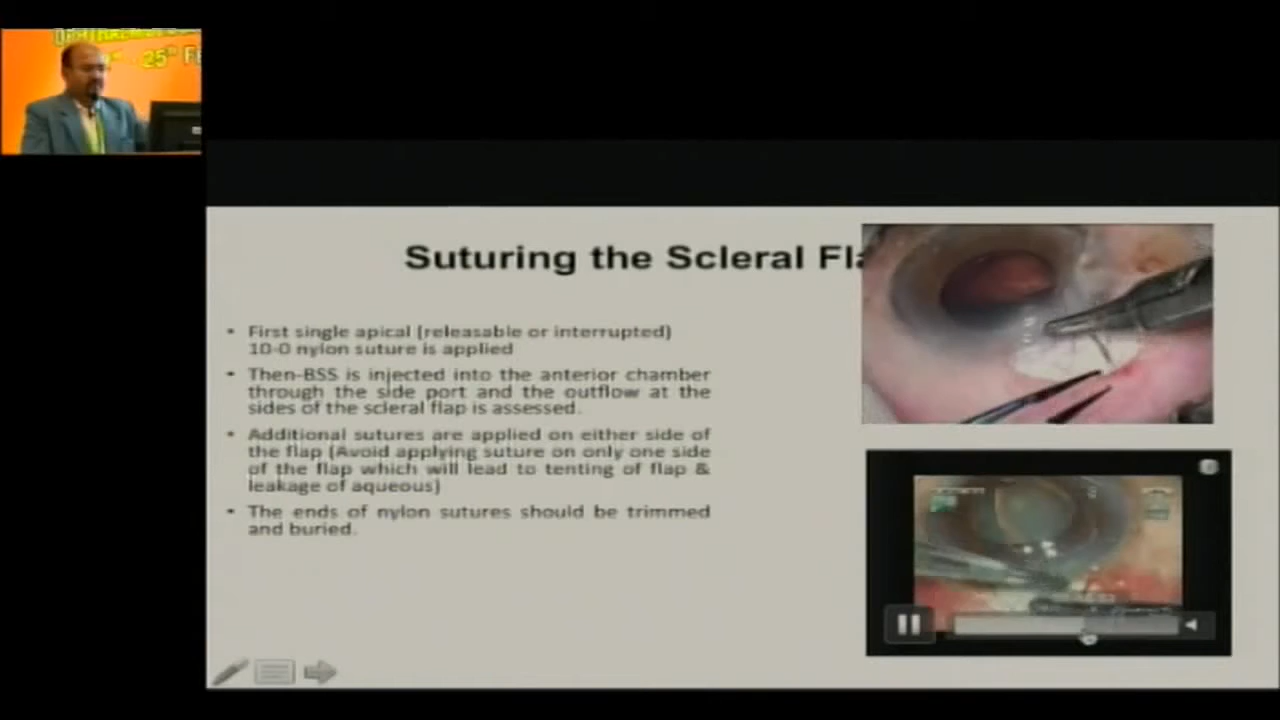 25th
Suturing the Scleral Fla
• First single apical (releasable or interrupted)
10-0 nylon suture is applied
• Then-BSS is injected into the anterior chamber
through the side port and the outflow at the
sides of the scleral flap is assessed.
• Additional sutures are applied on either side of
the flap (Avoid applying suture on only one side
of the flap which will lead to tenting of flap &
leakage of aqueous)
• The ends of nylon sutures should be trimmed
and buried.